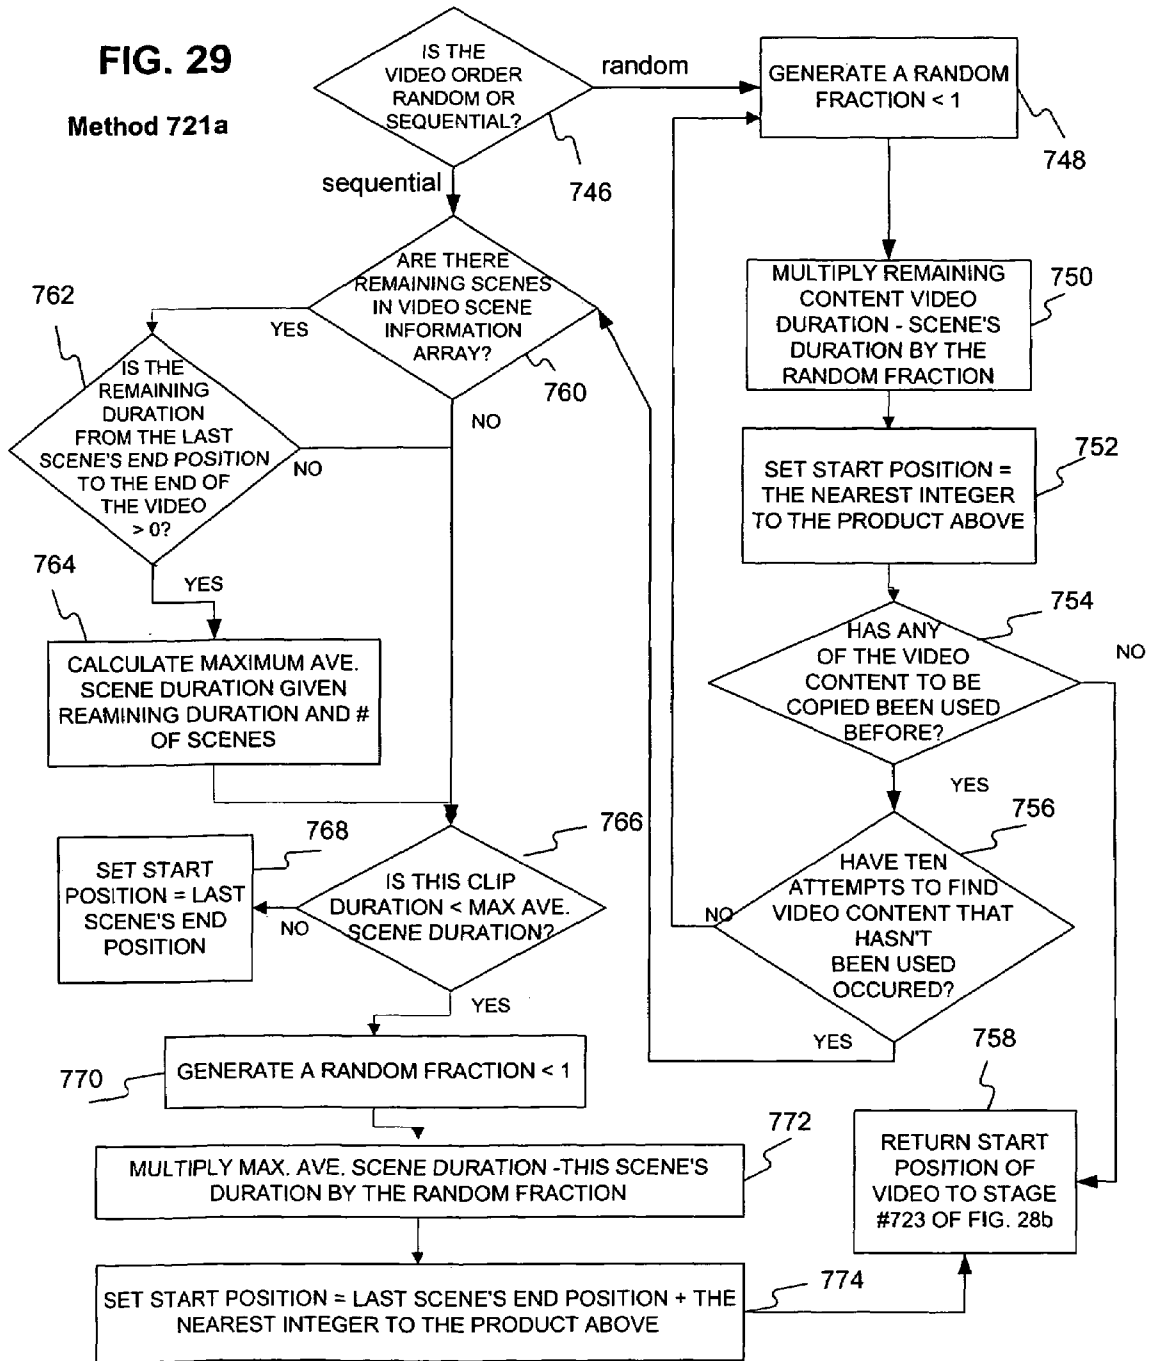 FIG. 29
Method 721a
IS THE
VIDEO ORDER
RANDOM OR
SEQUENTIAL?
random
746
sequential
GENERATE A RANDOM
FRACTION < 1
748
MULTIPLY REMAINING
CONTENT VIDEO
DURATION - SCENE'S
DURATION BY THE
RANDOM FRACTION
750
SET START POSITION =
THE NEAREST INTEGER
TO THE PRODUCT ABOVE
752
HAS ANY
OF THE VIDEO
CONTENT TO BE
COPIED BEEN USED
BEFORE?
754
NO
YES
HAVE TEN
ATTEMPTS TO FIND
VIDEO CONTENT THAT
HASN'T
BEEN USED
OCCURED?
756
NO
YES
RETURN START
POSITION OF
VIDEO TO STAGE
#723 OF FIG. 28b
758
ARE THERE
REMAINING SCENES
IN VIDEO SCENE
INFORMATION
ARRAY?
760
YES
NO
762
IS THE
REMAINING
DURATION
FROM THE LAST
SCENE'S END POSITION
TO THE END OF
THE VIDEO
> 0?
NO
YES
764
CALCULATE MAXIMUM AVE.
SCENE DURATION GIVEN
REAMINING DURATION AND #
OF SCENES
766
IS THIS CLIP
DURATION < MAX AVE.
SCENE DURATION?
NO
YES
768
SET START
POSITION = LAST
SCENE'S END
POSITION
770
GENERATE A RANDOM FRACTION < 1
772
MULTIPLY MAX. AVE. SCENE DURATION -THIS SCENE'S
DURATION BY THE RANDOM FRACTION
774
SET START POSITION = LAST SCENE'S END POSITION + THE
NEAREST INTEGER TO THE PRODUCT ABOVE